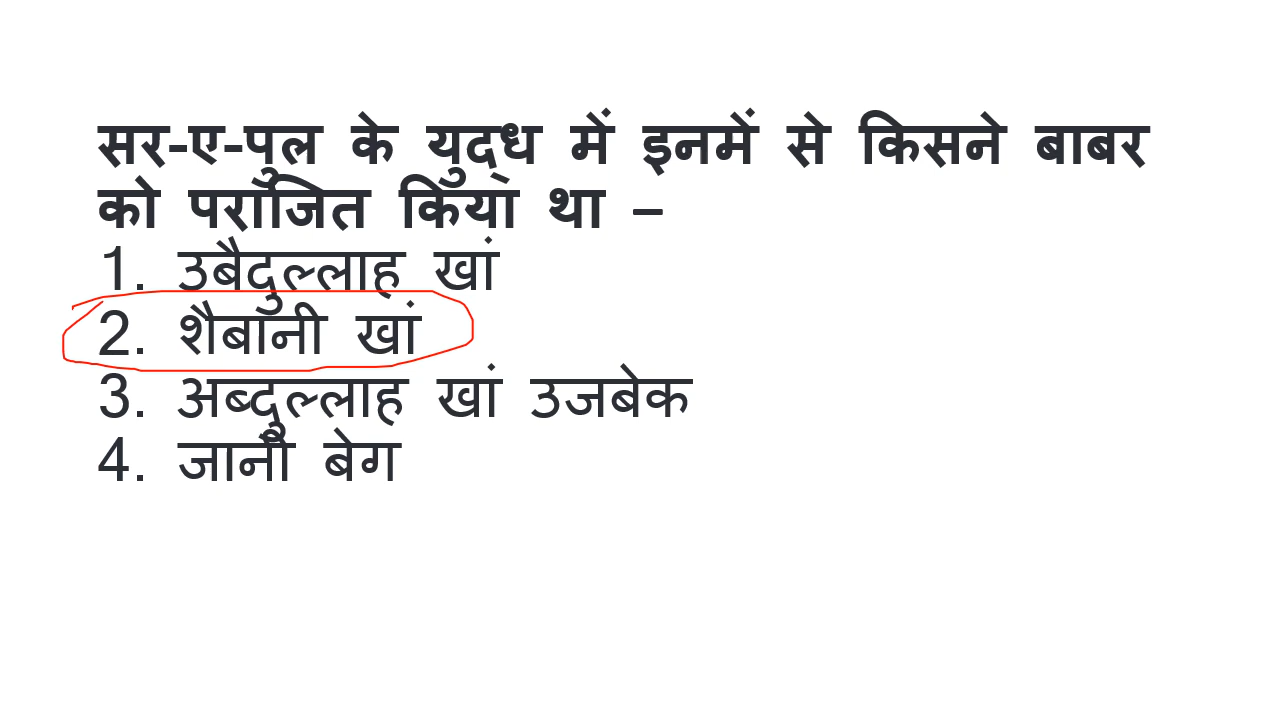 सर-ए-पुल के युद्ध में इनमें से किसने बाबर
को पराजित किया था –
1. उबैदुल्लाह खां
2. शैबानी खां
3. अब्दुल्लाह खां उजबेक
4. जानी बेग